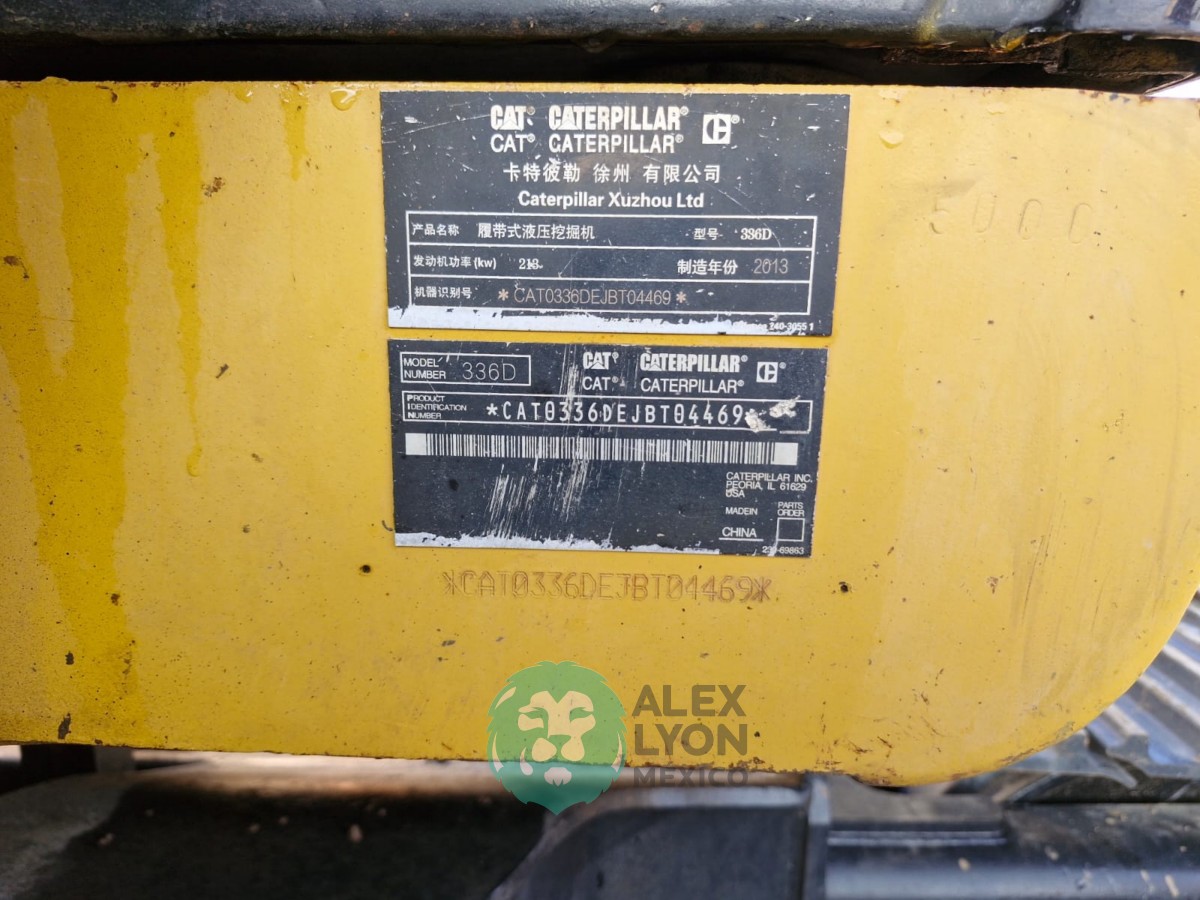 CAT® CATERPILLAR®
CAT® CATERPILLAR®
卡特彼勒 徐州 有限公司
Caterpillar Xuzhou Ltd
产品名称 履带式液压挖掘机 型号 336D
发动机功率(kw) 213 制造年份 2013
机器识别号 *CAT0336DEJBT04469*
240-3055 1
MODEL NUMBER 336D CAT® CATERPILLAR®
CAT® CATERPILLAR®
PRODUCT IDENTIFICATION NUMBER *CAT0336DEJBT04469*
CATERPILLAR INC.
PEORIA, IL 61629
USA
MADEIN PARTS ORDER
CHINA
*CAT0336DEJBT04469*
ALEX
LYON
MEXICO